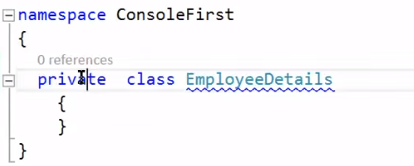 namespace ConsoleFirst
{
0 references
private class EmployeeDetails
{
}
}